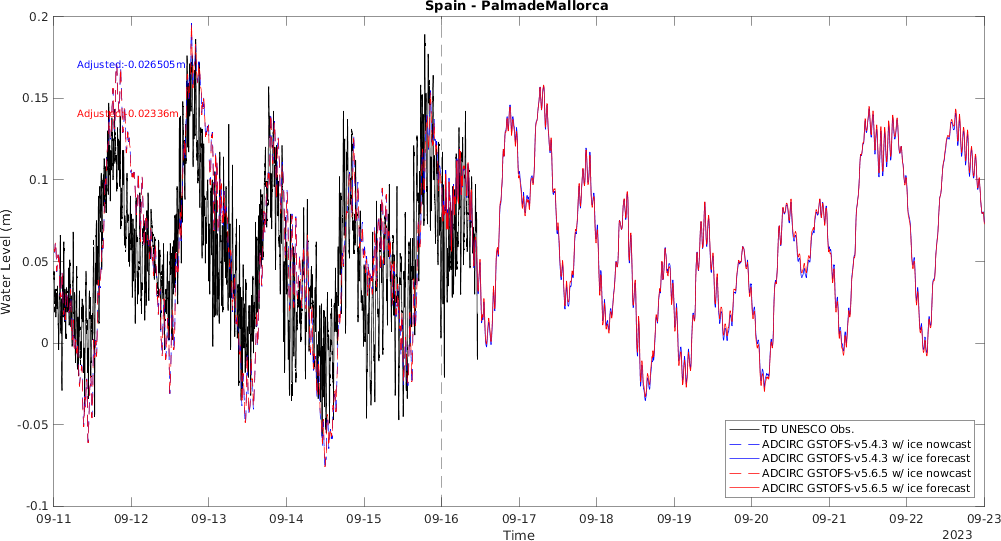 Spain - PalmadeMallorca
Adjusted:-0.026505m
Adjusted:-0.02336m
Water Level (m)
0.2
0.15
0.1
0.05
0
-0.05
-0.1
09-11 09-12 09-13 09-14 09-15 09-16 09-17 09-18 09-19 09-20 09-21 09-22 09-23
Time
2023
TD UNESCO Obs.
ADCIRC GSTOFS-v5.4.3 w/ ice nowcast
ADCIRC GSTOFS-v5.4.3 w/ ice forecast
ADCIRC GSTOFS-v5.6.5 w/ ice nowcast
ADCIRC GSTOFS-v5.6.5 w/ ice forecast